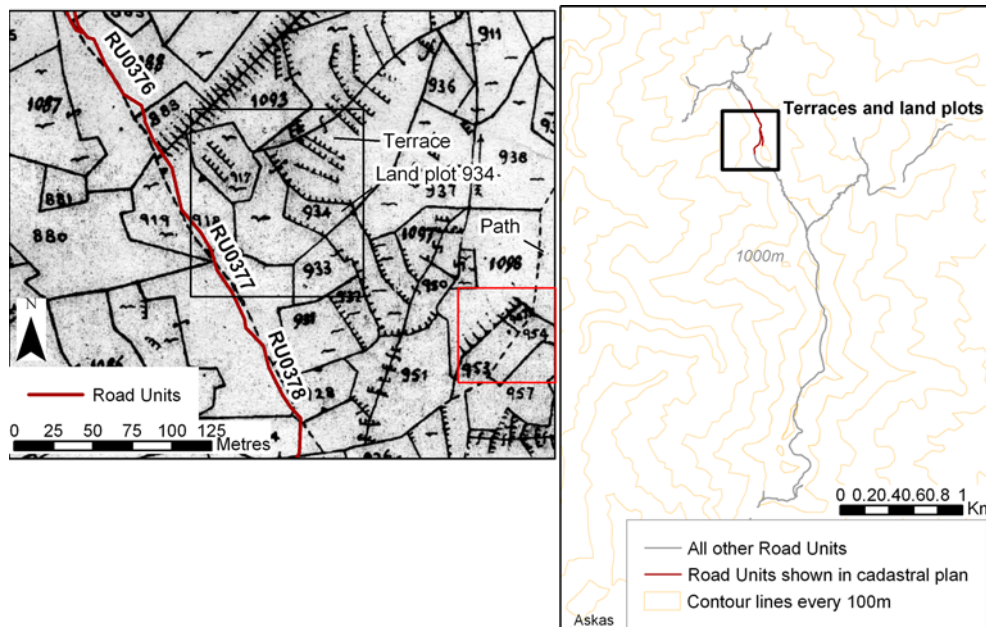 RU0376
911
1087
883
1093
936
Terrace
Land plot 934
917
938
937
881
880
919
918
934
RU0377
1097
Path
933
1098
950
932
N
931
RU0378
954
953
951
957
128
Road Units
0 25 50 75 100 125
Metres
Terraces and land plots
1000m
0 0.20.40.60.8 1
Km
All other Road Units
Road Units shown in cadastral plan
Contour lines every 100m
Askas